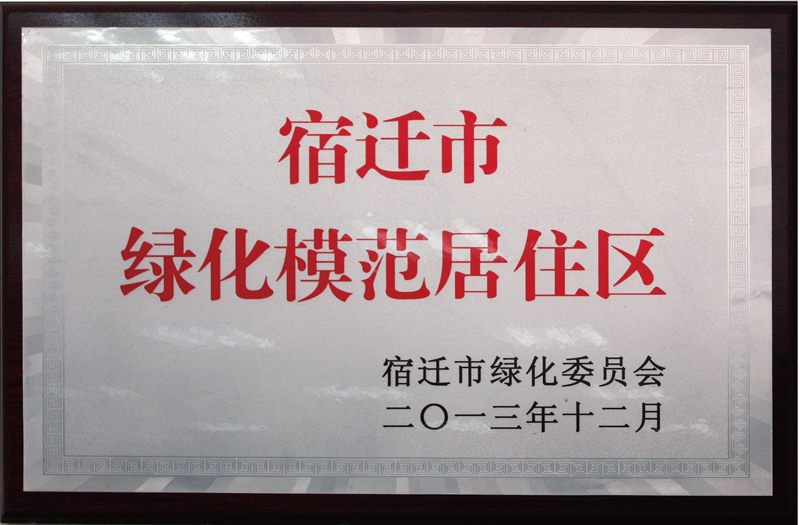 宿迁市
绿化模范居住区
宿迁市绿化委员会
二〇一三年十二月